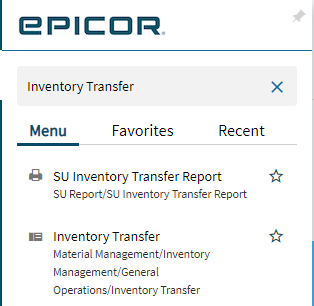 EPICOR.
Inventory Transfer
Menu Favorites Recent
SU Inventory Transfer Report
SU Report/SU Inventory Transfer Report
Inventory Transfer
Material Management/Inventory
Management/General
Operations/Inventory Transfer